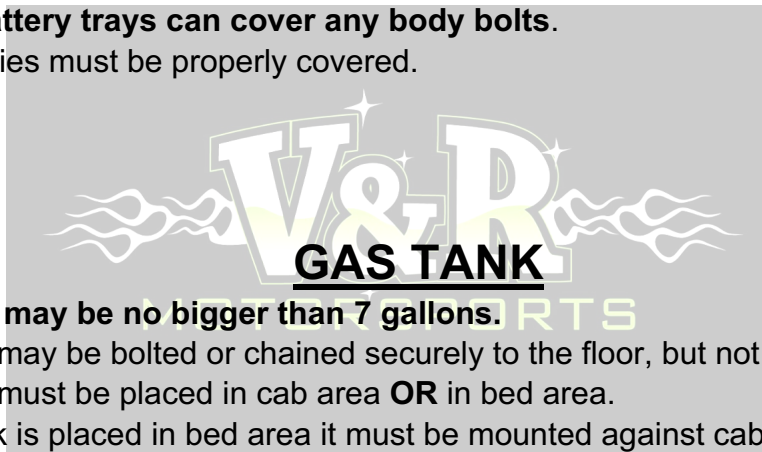 ttery trays can cover any body bolts.
ies must be properly covered.
V&R
GAS TANK
may be no bigger than 7 gallons.
MOTORSPORTS
may be bolted or chained securely to the floor, but not
must be placed in cab area OR in bed area.
k is placed in bed area it must be mounted against cab